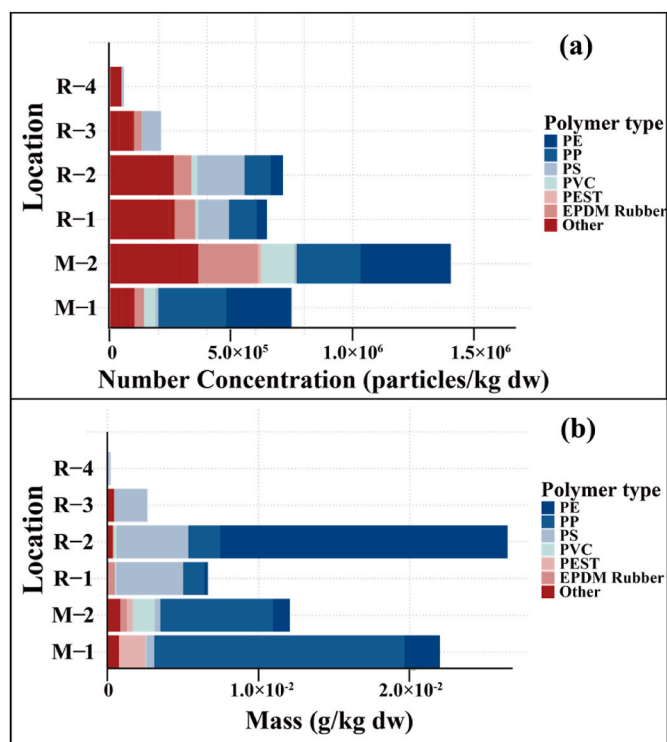 (a)
R−4
R−3
R−2
R−1
M−2
M−1
Location
0 5.0×10⁵ 1.0×10⁶ 1.5×10⁶
Number Concentration (particles/kg dw)
Polymer type
PE
PP
PS
PVC
PEST
EPDM Rubber
Other
(b)
R−4
R−3
R−2
R−1
M−2
M−1
Location
0 1.0×10⁻² 2.0×10⁻²
Mass (g/kg dw)
Polymer type
PE
PP
PS
PVC
PEST
EPDM Rubber
Other